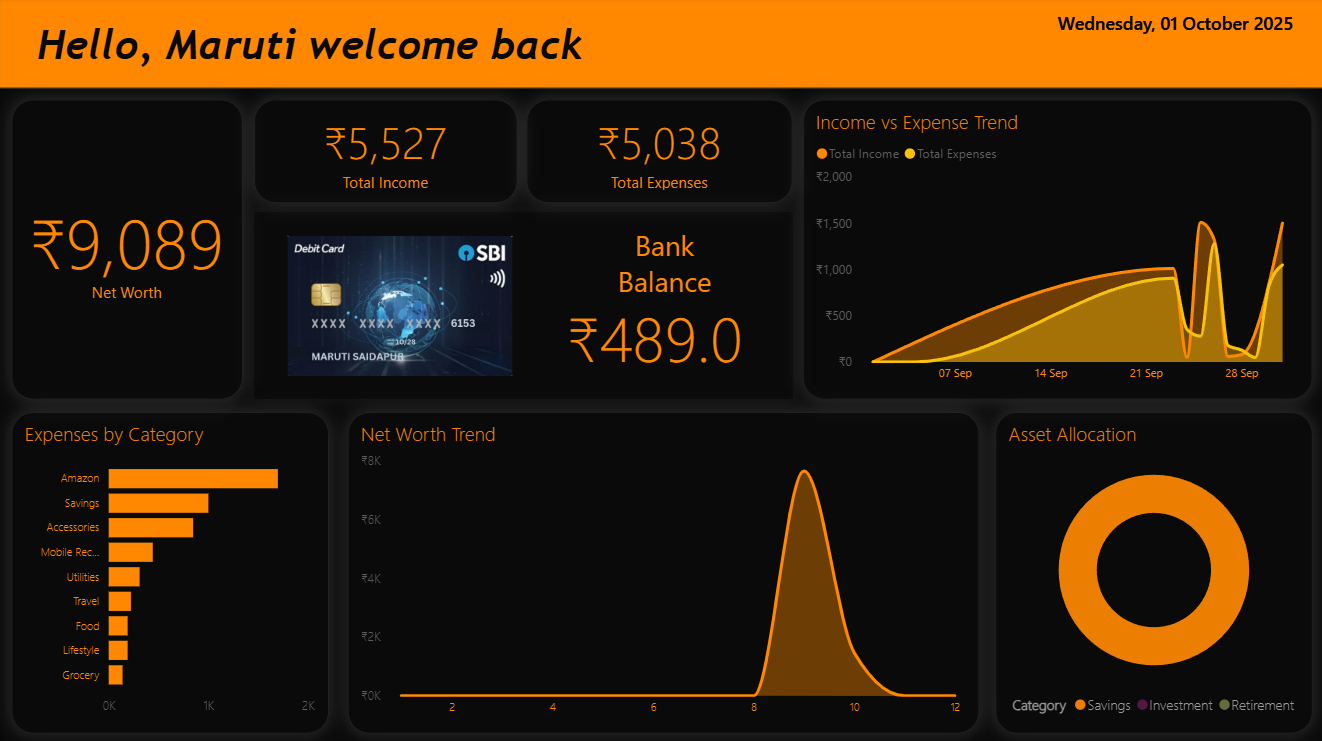 Hello, Maruti welcome back
Wednesday, 01 October 2025
₹9,089
Net Worth
₹5,527
Total Income
₹5,038
Total Expenses
Debit Card
SBI
XXXX XXXX XXXX 6153
10/28
MARUTI SAIDAPUR
Bank
Balance
₹489.0
Income vs Expense Trend
Total Income Total Expenses
₹2,000
₹1,500
₹1,000
₹500
₹0
07 Sep 14 Sep 21 Sep 28 Sep
Expenses by Category
Amazon
Savings
Accessories
Mobile Rec...
Utilities
Travel
Food
Lifestyle
Grocery
0K 1K 2K
Net Worth Trend
₹8K
₹6K
₹4K
₹2K
₹0K
2 4 6 8 10 12
Asset Allocation
Category Savings Investment Retirement